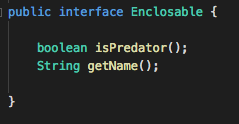 public interface Enclosable {
boolean isPredator();
String getName();
}